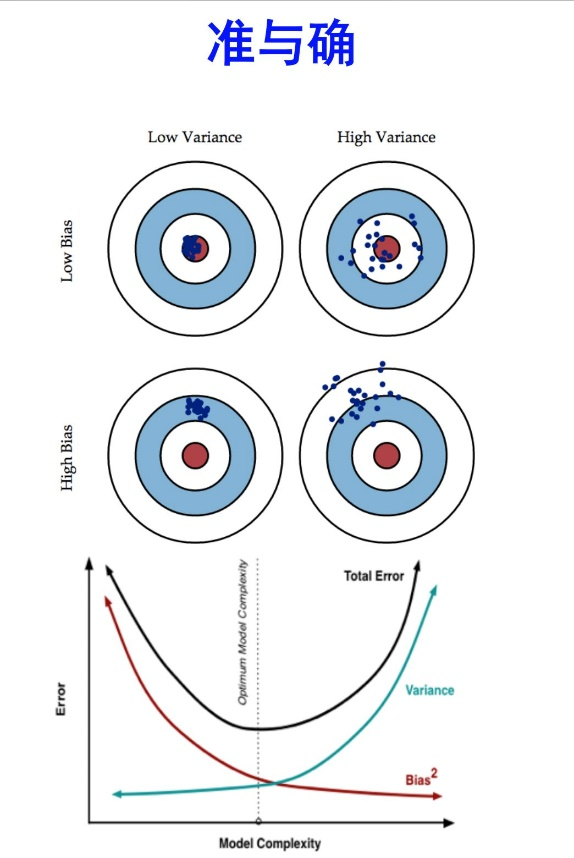 准与确
Low Variance
High Variance
Low Bias
High Bias
Error
Optimum Model Complexity
Total Error
Variance
Bias²
Model Complexity